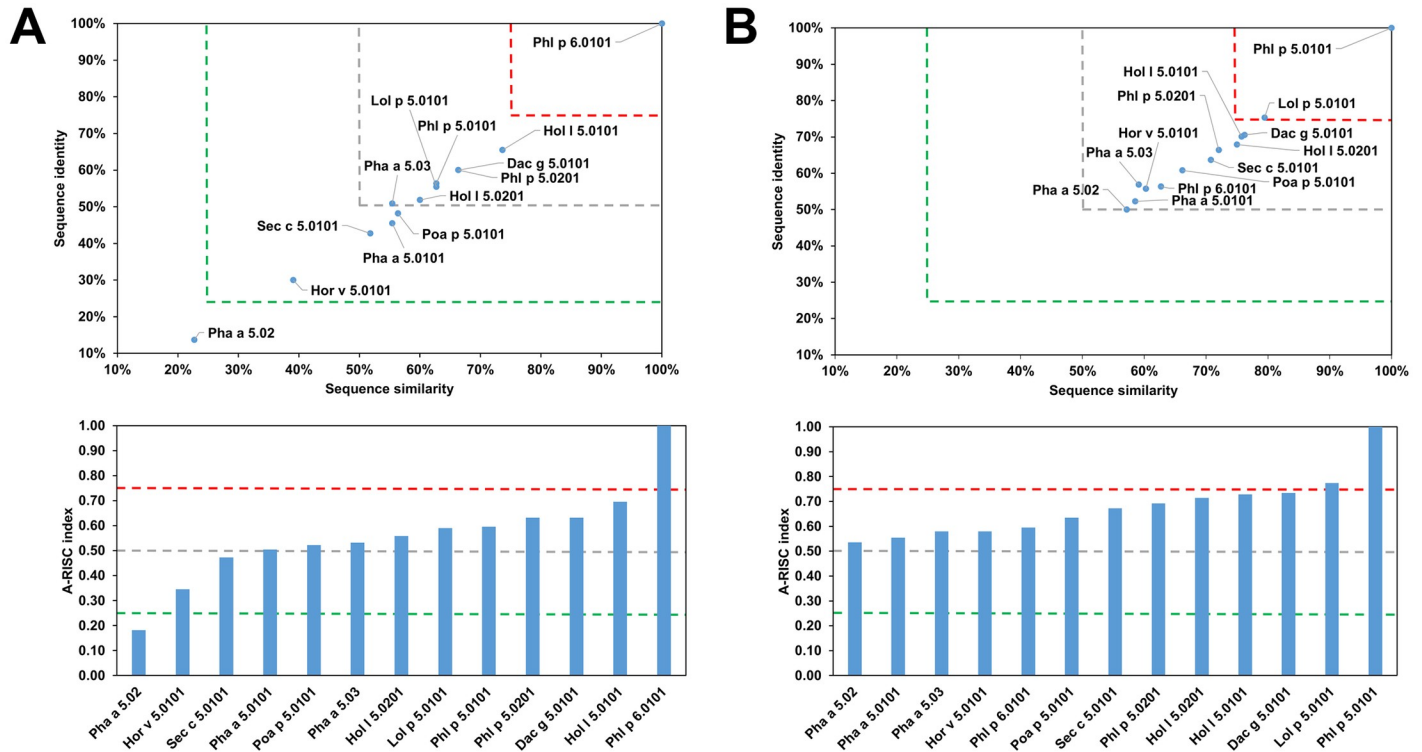 A
100%
90%
80%
70%
60%
50%
40%
30%
20%
10%
Sequence identity
Phl p 6.0101
Lol p 5.0101
Phl p 5.0101
Hol l 5.0101
Pha a 5.03
Dac g 5.0101
Phl p 5.0201
Hol l 5.0201
Sec c 5.0101
Poa p 5.0101
Pha a 5.0101
Hor v 5.0101
Pha a 5.02
10% 20% 30% 40% 50% 60% 70% 80% 90% 100%
Sequence similarity
B
100%
90%
80%
70%
60%
50%
40%
30%
20%
10%
Sequence identity
Phl p 5.0101
Hol l 5.0101
Phl p 5.0201
Lol p 5.0101
Hor v 5.0101
Dac g 5.0101
Pha a 5.03
Hol l 5.0201
Sec c 5.0101
Poa p 5.0101
Pha a 5.02
Phl p 6.0101
Pha a 5.0101
10% 20% 30% 40% 50% 60% 70% 80% 90% 100%
Sequence similarity
1.00
0.90
0.80
0.70
0.60
0.50
0.40
0.30
0.20
0.10
0.00
A-RISC index
Pha a 5.02
Hor v 5.0101
Sec c 5.0101
Pha a 5.0101
Poa p 5.0101
Pha a 5.03
Hol l 5.0201
Lol p 5.0101
Phl p 5.0101
Phl p 5.0201
Dac g 5.0101
Hol l 5.0101
Phl p 6.0101
1.00
0.90
0.80
0.70
0.60
0.50
0.40
0.30
0.20
0.10
0.00
A-RISC index
Pha a 5.02
Pha a 5.0101
Pha a 5.03
Hor v 5.0101
Phl p 6.0101
Poa p 5.0101
Sec c 5.0101
Phl p 5.0201
Hol l 5.0201
Hol l 5.0101
Dac g 5.0101
Lol p 5.0101
Phl p 5.0101